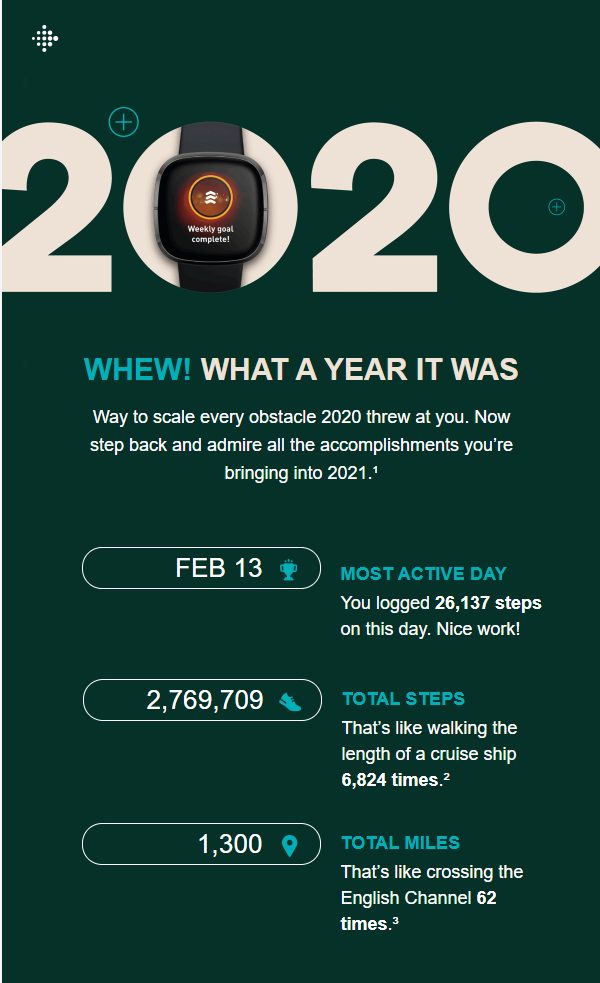 2020
Weekly goal
complete!
WHEW! WHAT A YEAR IT WAS
Way to scale every obstacle 2020 threw at you. Now
step back and admire all the accomplishments you’re
bringing into 2021.¹
FEB 13
MOST ACTIVE DAY
You logged 26,137 steps
on this day. Nice work!
2,769,709
TOTAL STEPS
That’s like walking the
length of a cruise ship
6,824 times.²
1,300
TOTAL MILES
That’s like crossing the
English Channel 62
times.³